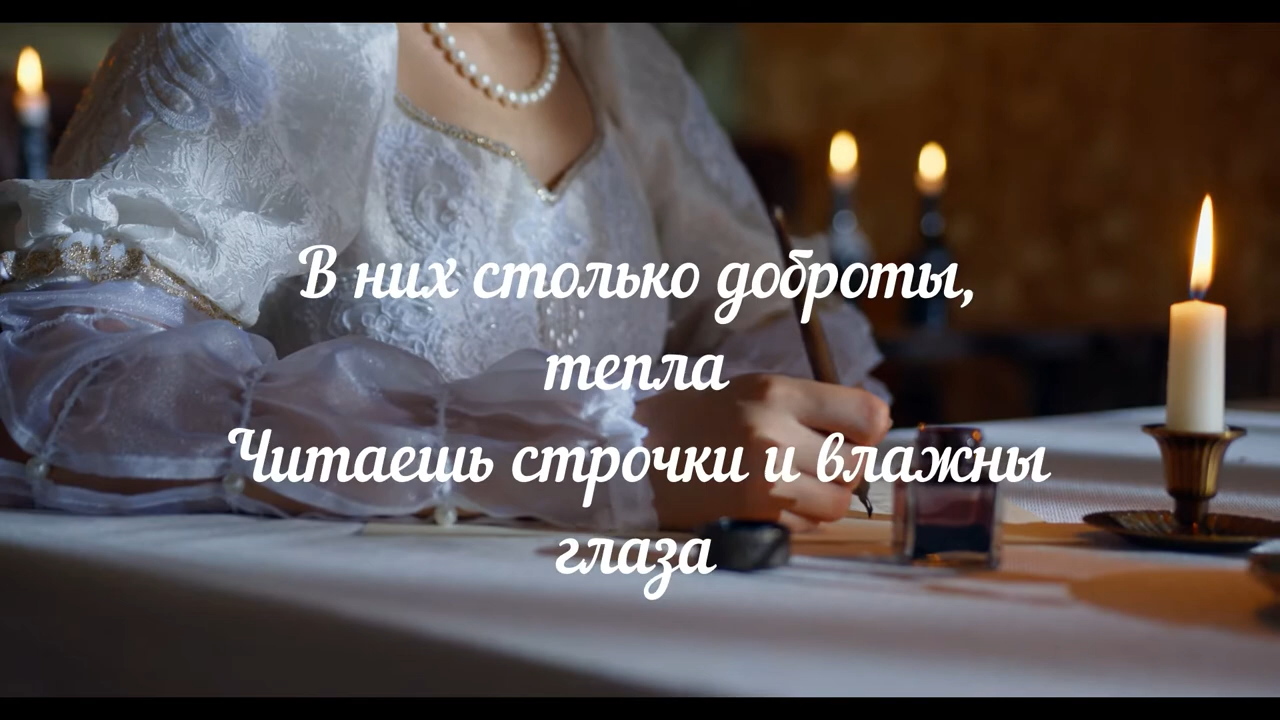 В них столько доброты,
тепла
Читаешь строчки и влажны
глаза